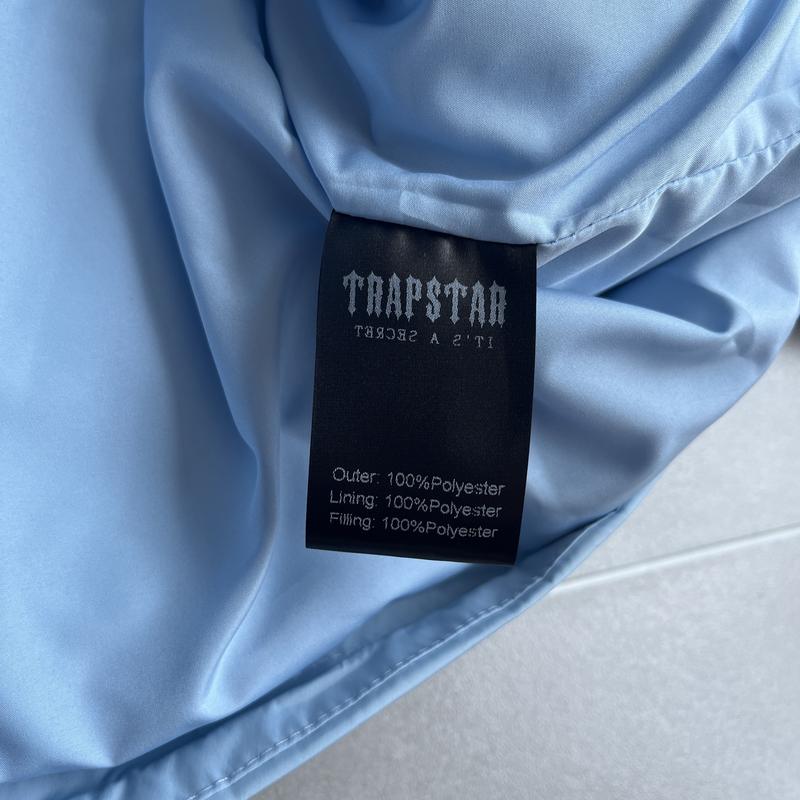 TRAPSTAR
IT'S A SECRET
Outer: 100%Polyester
Lining: 100%Polyester
Filling: 100%Polyester